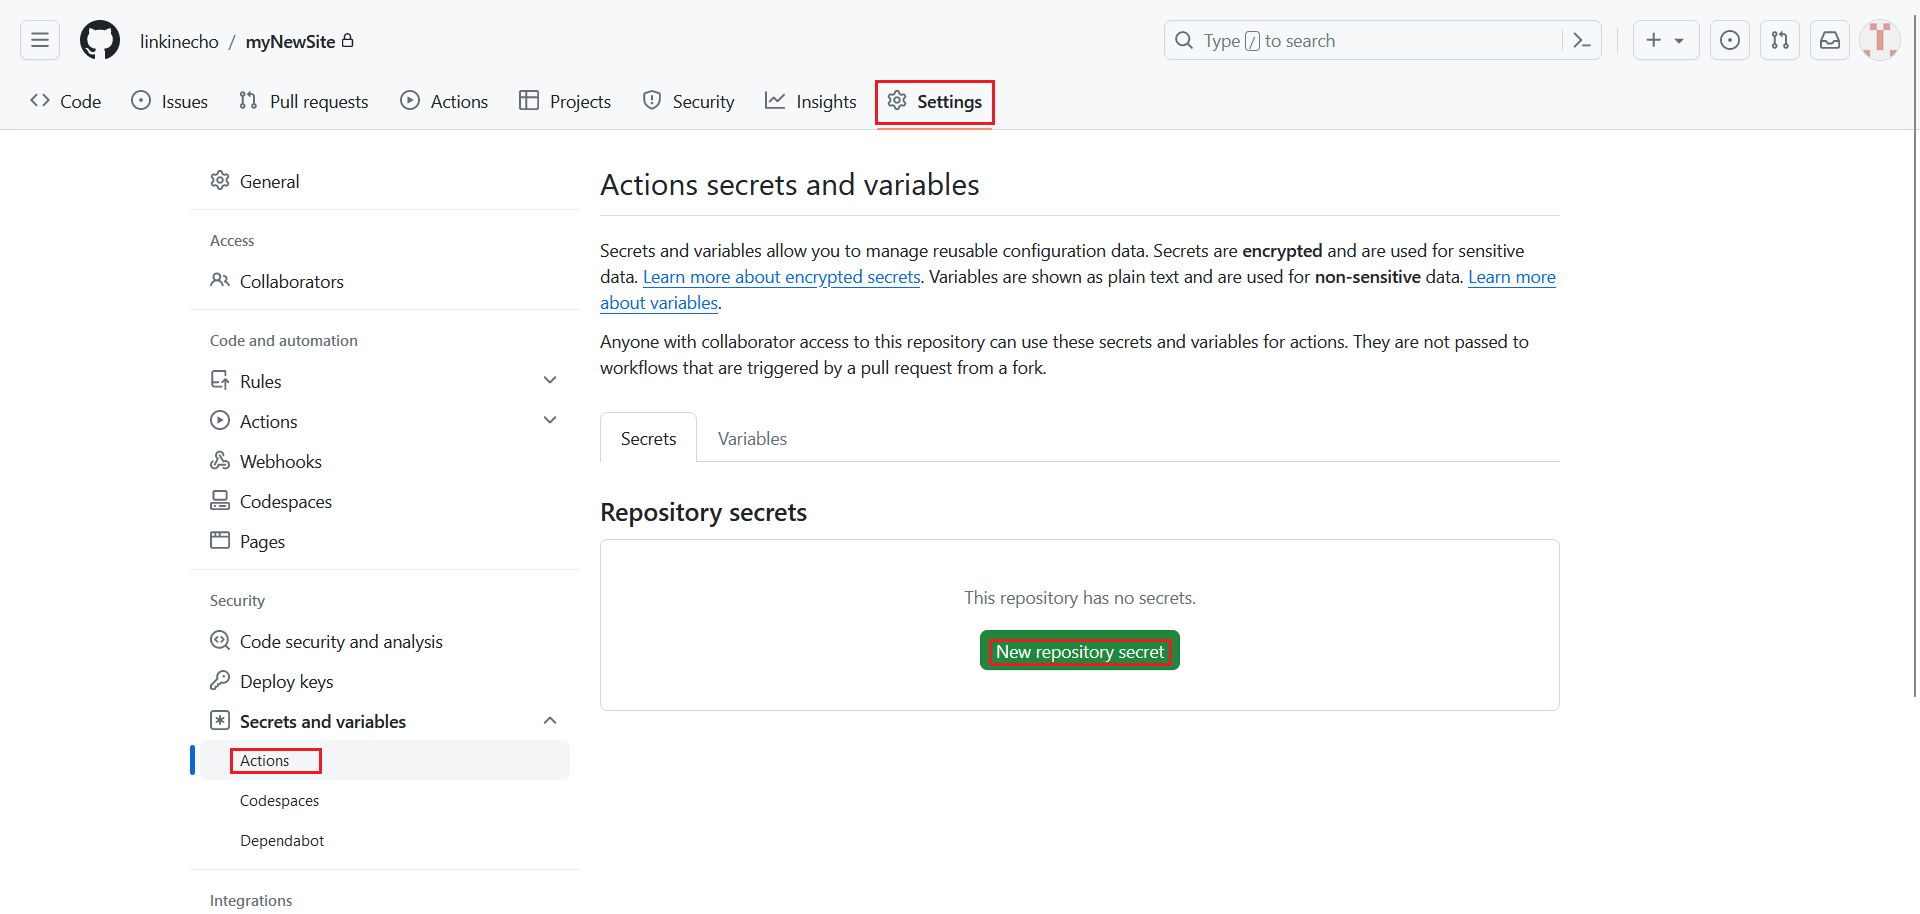 linkinecho / myNewSite
Type / to search
Code Issues Pull requests Actions Projects Security Insights Settings
General
Access
Collaborators
Code and automation
Rules
Actions
Webhooks
Codespaces
Pages
Security
Code security and analysis
Deploy keys
Secrets and variables
Actions
Codespaces
Dependabot
Integrations
Actions secrets and variables
Secrets and variables allow you to manage reusable configuration data. Secrets are encrypted and are used for sensitive
data. Learn more about encrypted secrets. Variables are shown as plain text and are used for non-sensitive data. Learn more
about variables.
Anyone with collaborator access to this repository can use these secrets and variables for actions. They are not passed to
workflows that are triggered by a pull request from a fork.
Secrets Variables
Repository secrets
This repository has no secrets.
New repository secret